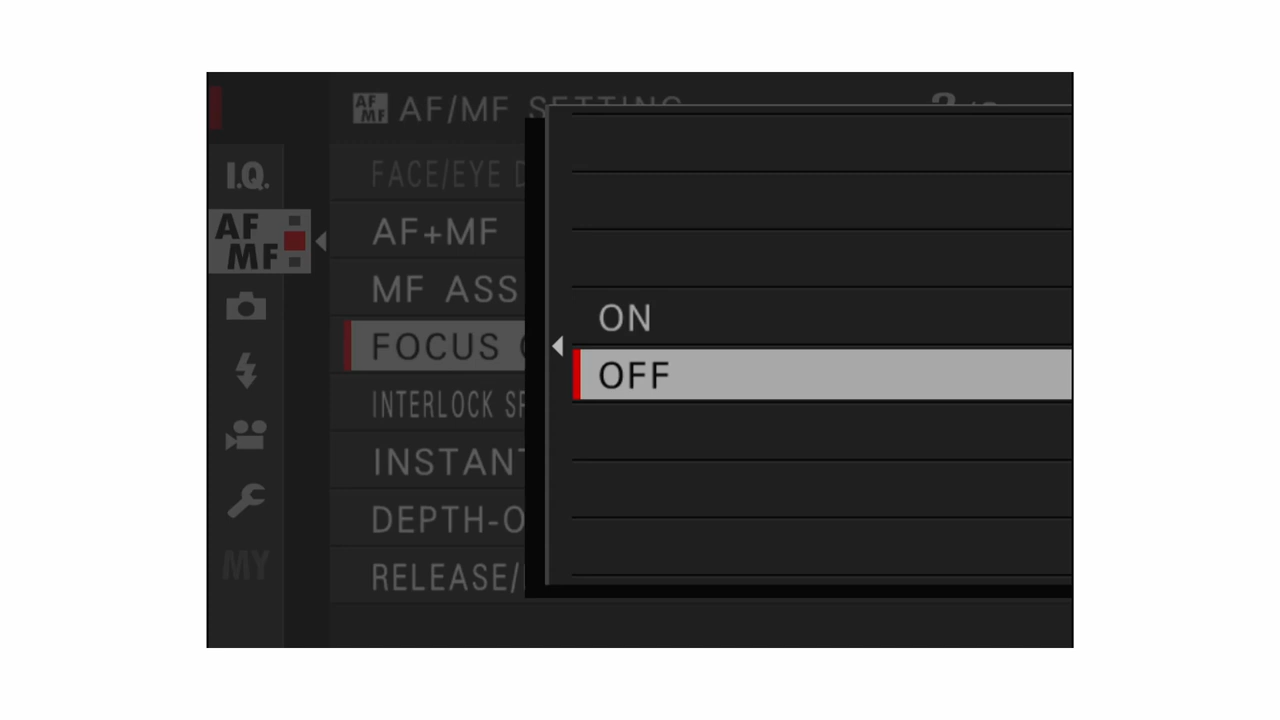 AF MF AF/MF SETTING
I.Q.
AF MF
MY
FACE/EYE
AF+MF
MF ASS
FOCUS
INTERLOCK
INSTANT
DEPTH-O
RELEASE/
ON
OFF